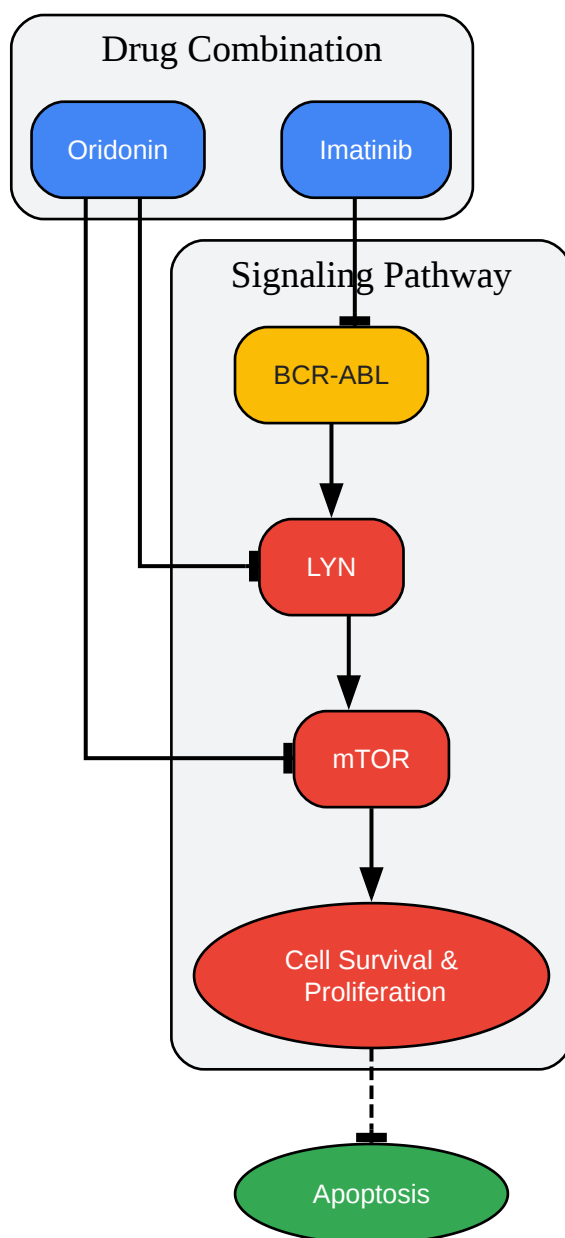 Drug Combination
Oridonin
Imatinib
Signaling Pathway
BCR-ABL
LYN
mTOR
Cell Survival &
Proliferation
Apoptosis